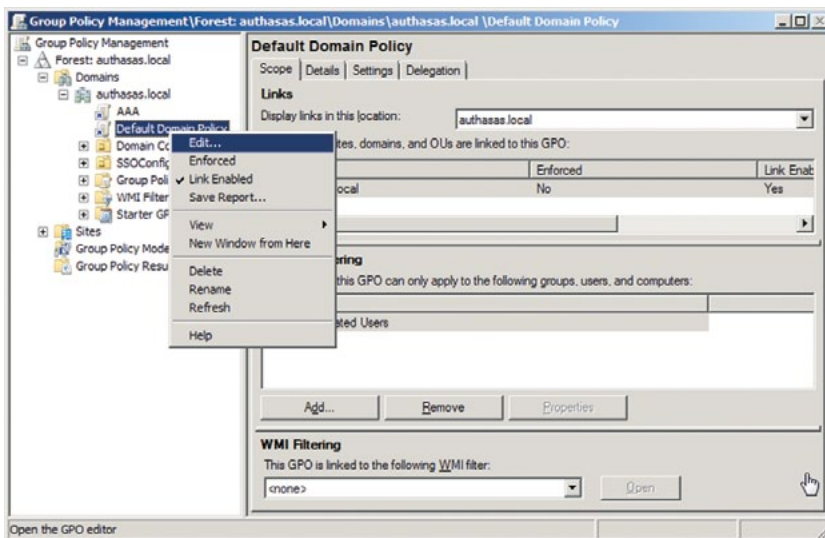 Group Policy Management\Forest: authasas.local\Domains\authasas.local \Default Domain Policy
Group Policy Management
Forest: authasas.local
Domains
authasas.local
AAA
Default Domain Policy
Domain Co
SSOConfig
Group Poli
WMI Filter
Starter GP
Sites
Group Policy Mode
Group Policy Resu
Edit...
Enforced
Link Enabled
Save Report...
View
New Window from Here
Delete
Rename
Refresh
Help
Default Domain Policy
Scope Details Settings Delegation
Links
Display links in this location: authasas.local
ites, domains, and OUs are linked to this GPO:
Enforced Link Enab
ocal No Yes
ering
this GPO can only apply to the following groups, users, and computers:
ated Users
Add... Remove Properties
WMI Filtering
This GPO is linked to the following WMI filter:
<none> Open
Open the GPO editor